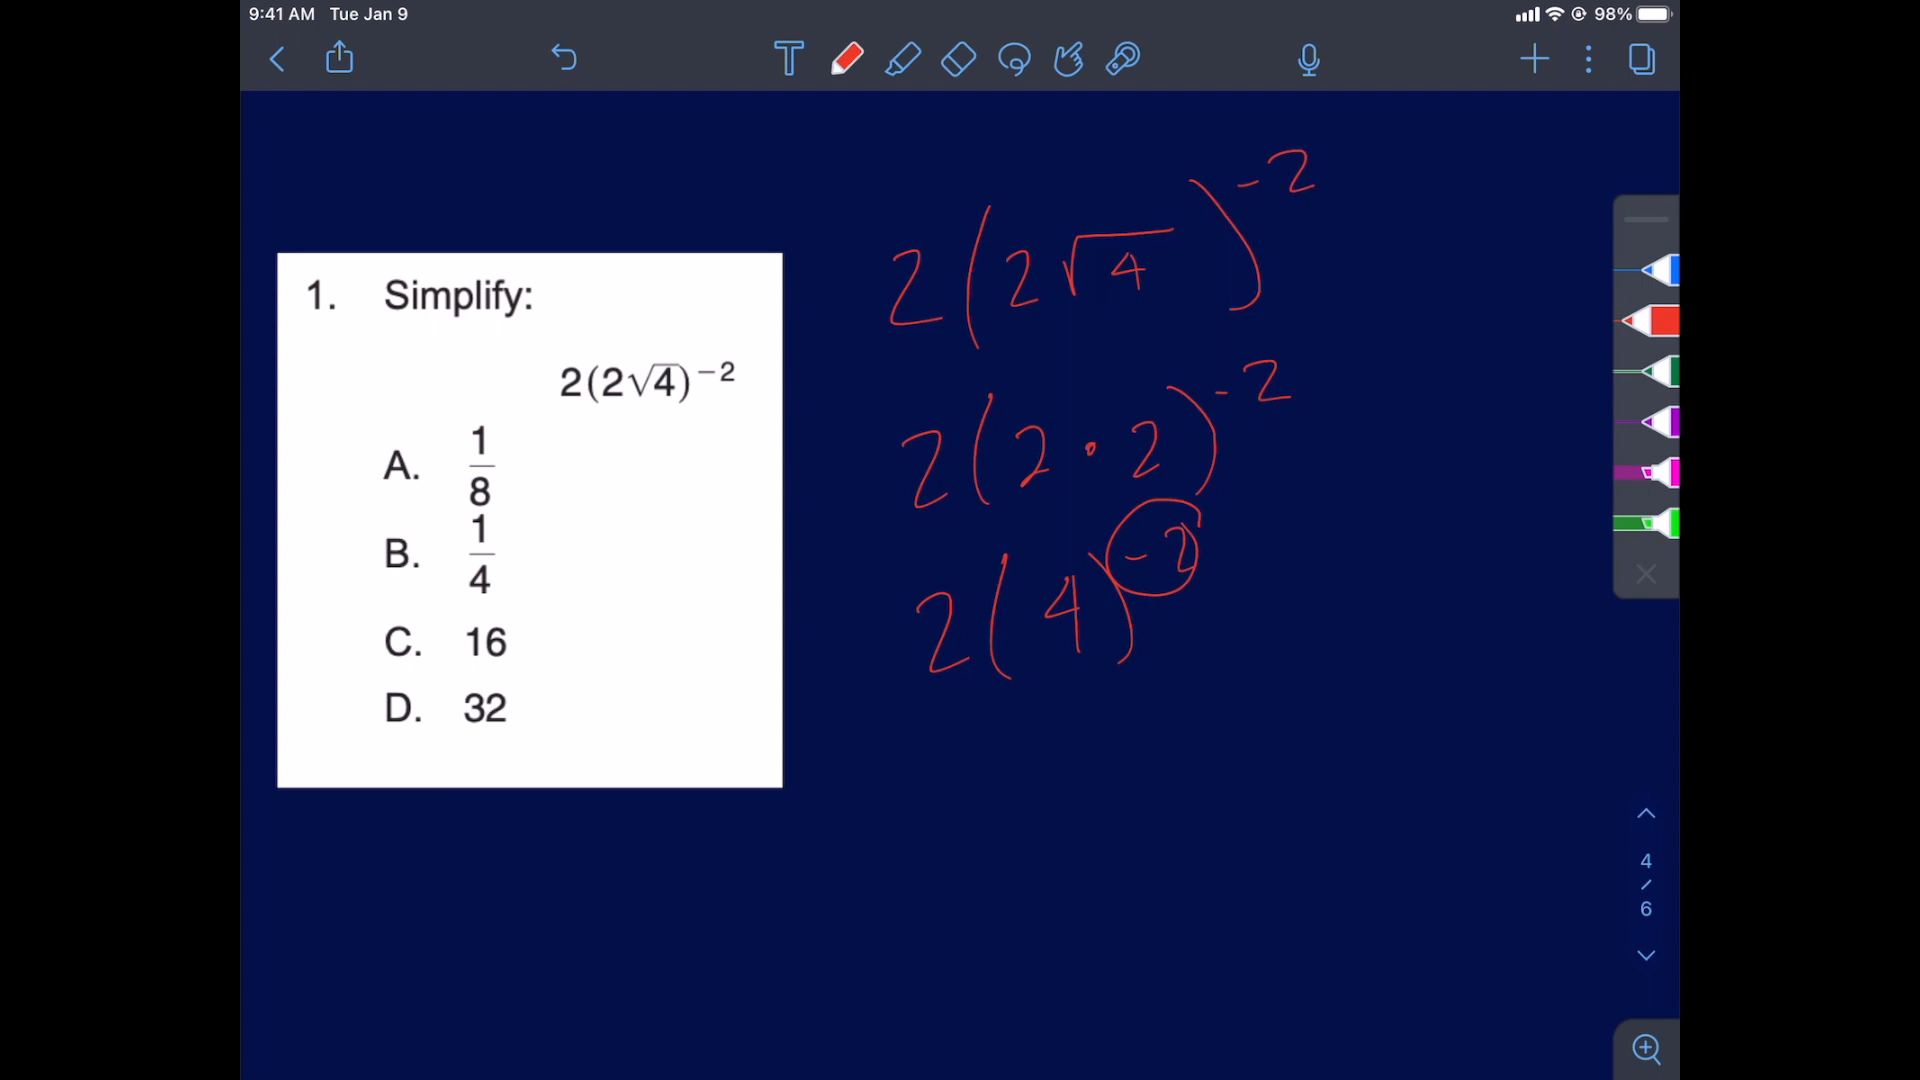 9:41 AM Tue Jan 9
98%
1. Simplify:
2(2√4)⁻²
A. 1/8
B. 1/4
C. 16
D. 32
2(2√4)⁻²
2(2·2)⁻²
2(4)⁻²
4
/
6